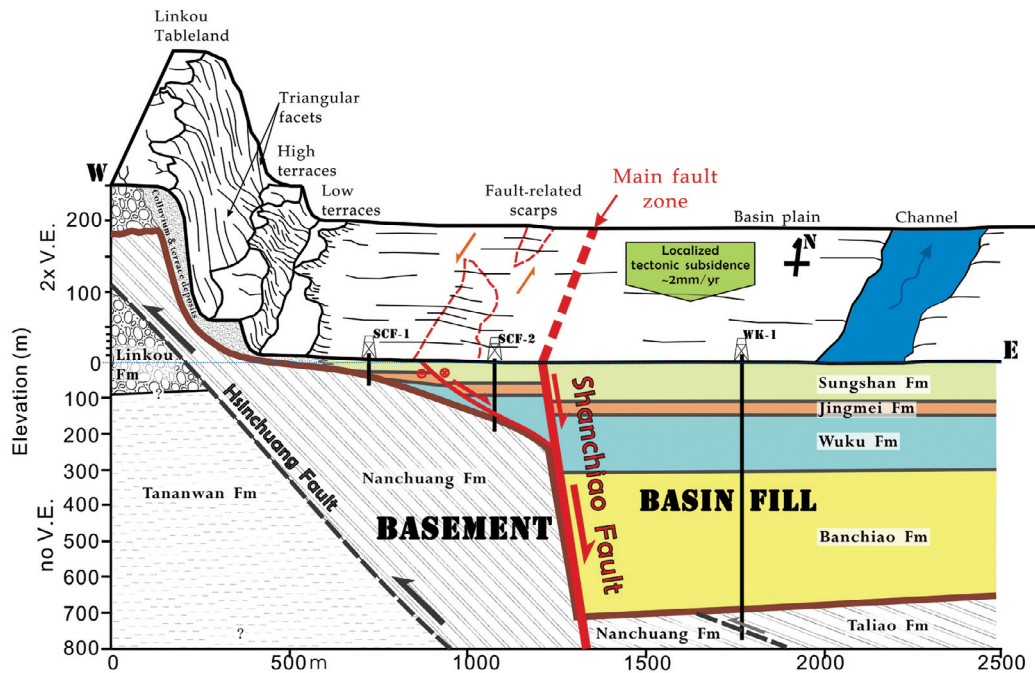 Linkou
Tableland
Triangular
facets
High
terraces
Low
terraces
Fault-related
scarps
Main fault
zone
Basin plain
Channel
W
N
Localized
tectonic subsidence
~2mm/yr
Colluvium & terrace deposits
2x V.E.
200
100
0
SCF-1
SCF-2
WK-1
E
Linkou
Fm
?
Sungshan Fm
Jingmei Fm
Wuku Fm
Elevation (m)
no V.E.
100
200
300
400
500
600
700
800
Hsinchuang Fault
Shanchiao Fault
Tananwan Fm
Nanchuang Fm
BASEMENT
BASIN FILL
Banchiao Fm
?
Nanchuang Fm
Taliao Fm
0
500m
1000
1500
2000
2500